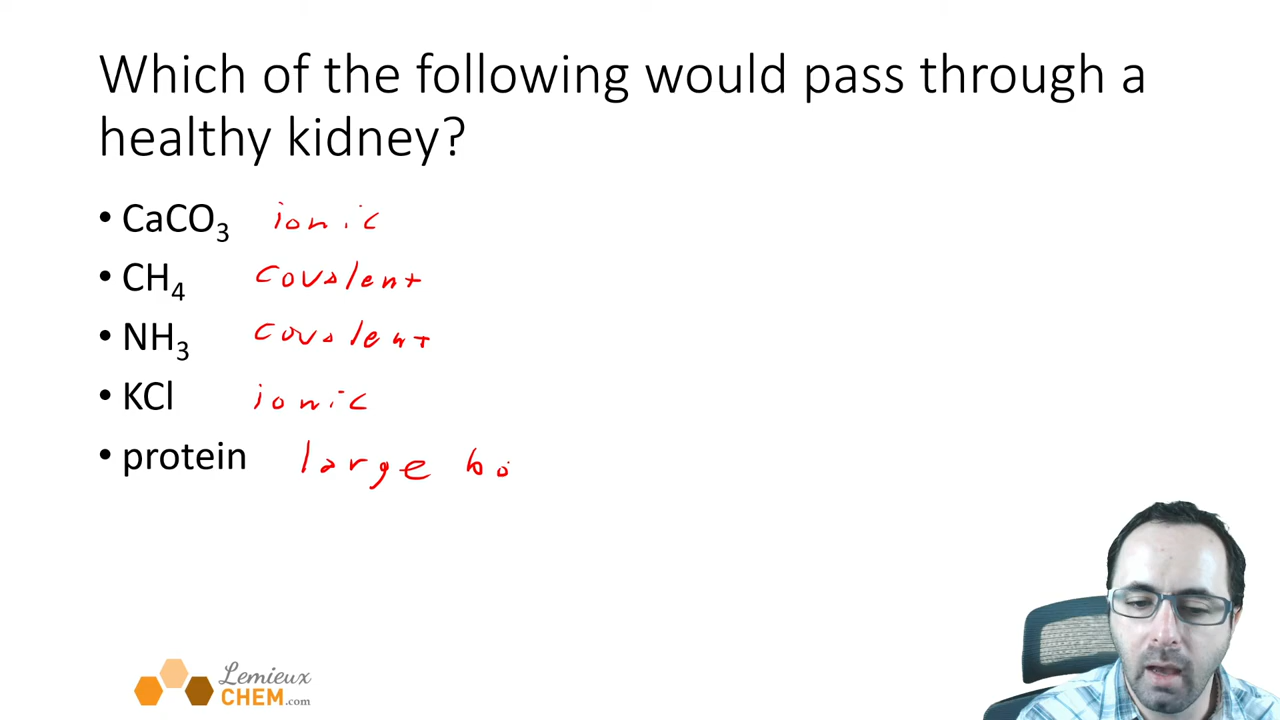 Which of the following would pass through a
healthy kidney?
• CaCO₃ ionic
• CH₄ covalent
• NH₃ covalent
• KCl ionic
• protein large bo
Lemieux
CHEM.com